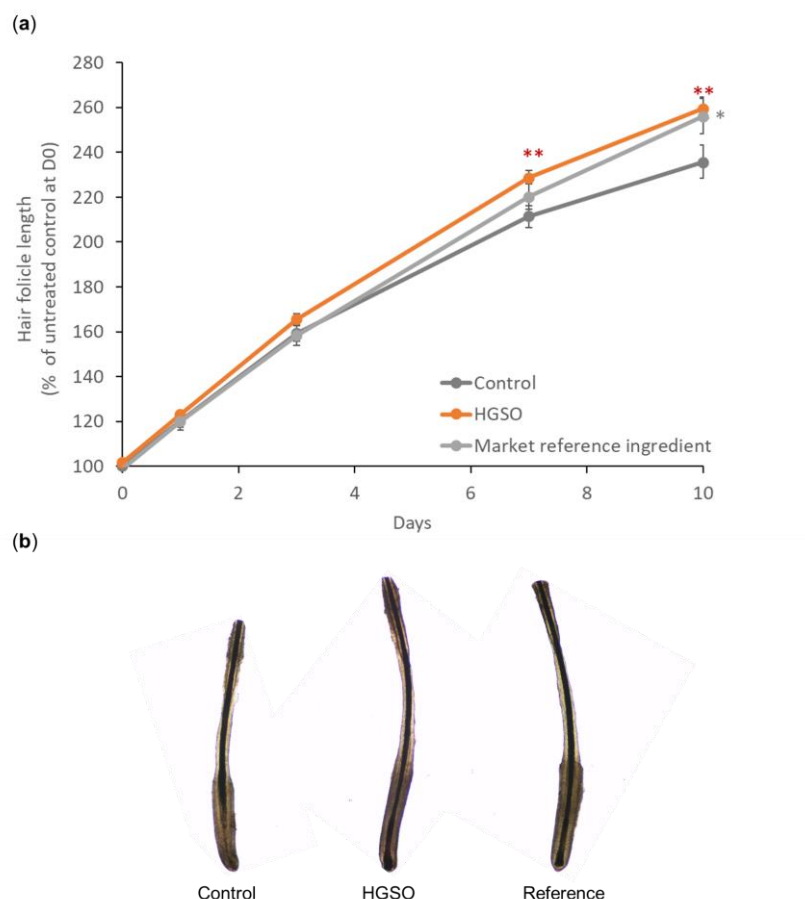 (a)
280
260
240
220
200
180
160
140
120
100
Hair folicle length
(% of untreated control at D0)
**
**
*
Control
HGSO
Market reference ingredient
0 2 4 6 8 10
Days
(b)
Control HGSO Reference